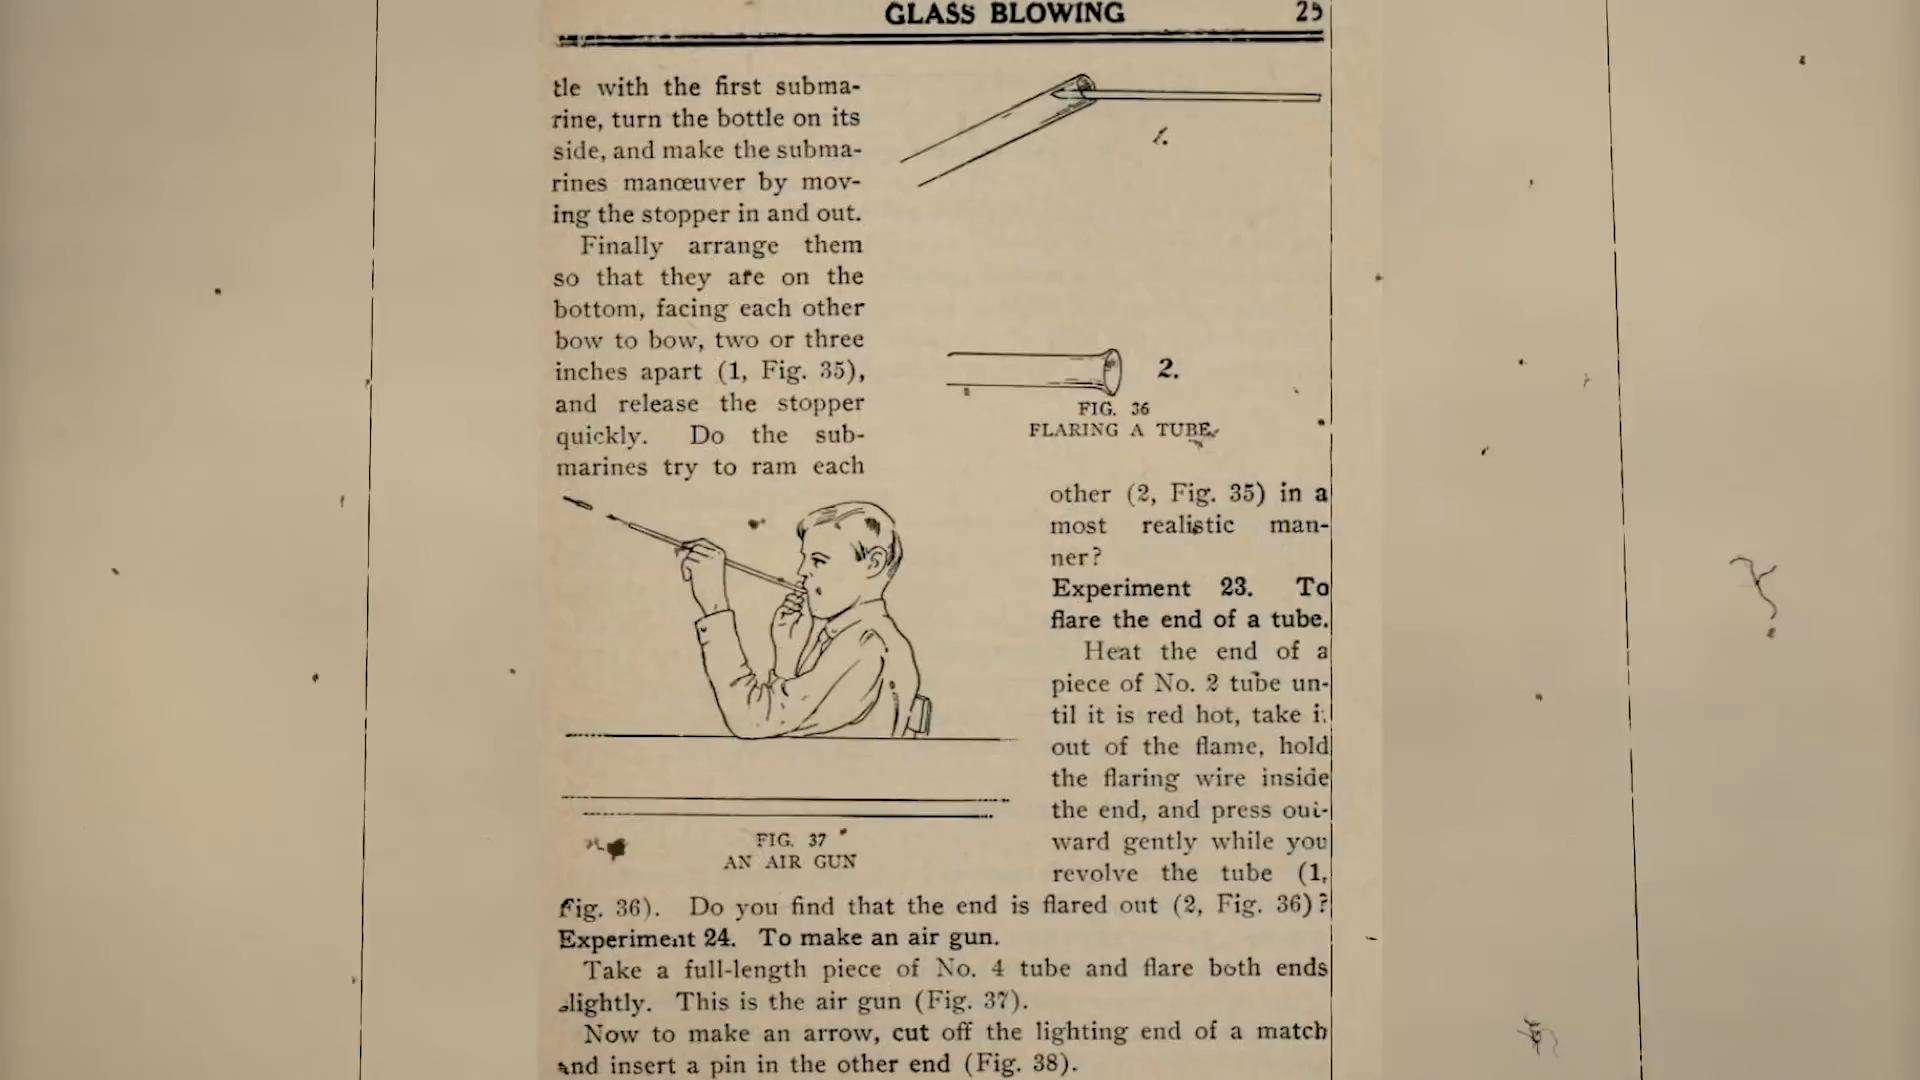 GLASS BLOWING 25
tle with the first subma-
rine, turn the bottle on its
side, and make the subma-
rines manœuver by mov-
ing the stopper in and out.
Finally arrange them
so that they are on the
bottom, facing each other
bow to bow, two or three
inches apart (1, Fig. 35),
and release the stopper
quickly. Do the sub-
marines try to ram each
1.
2.
FIG. 36
FLARING A TUBE
FIG. 37
AN AIR GUN
other (2, Fig. 35) in a
most realistic man-
ner?
Experiment 23. To
flare the end of a tube.
Heat the end of a
piece of No. 2 tube un-
til it is red hot, take it
out of the flame, hold
the flaring wire inside
the end, and press out-
ward gently while you
revolve the tube (1,
Fig. 36). Do you find that the end is flared out (2, Fig. 36)?
Experiment 24. To make an air gun.
Take a full-length piece of No. 4 tube and flare both ends
slightly. This is the air gun (Fig. 37).
Now to make an arrow, cut off the lighting end of a match
and insert a pin in the other end (Fig. 38).